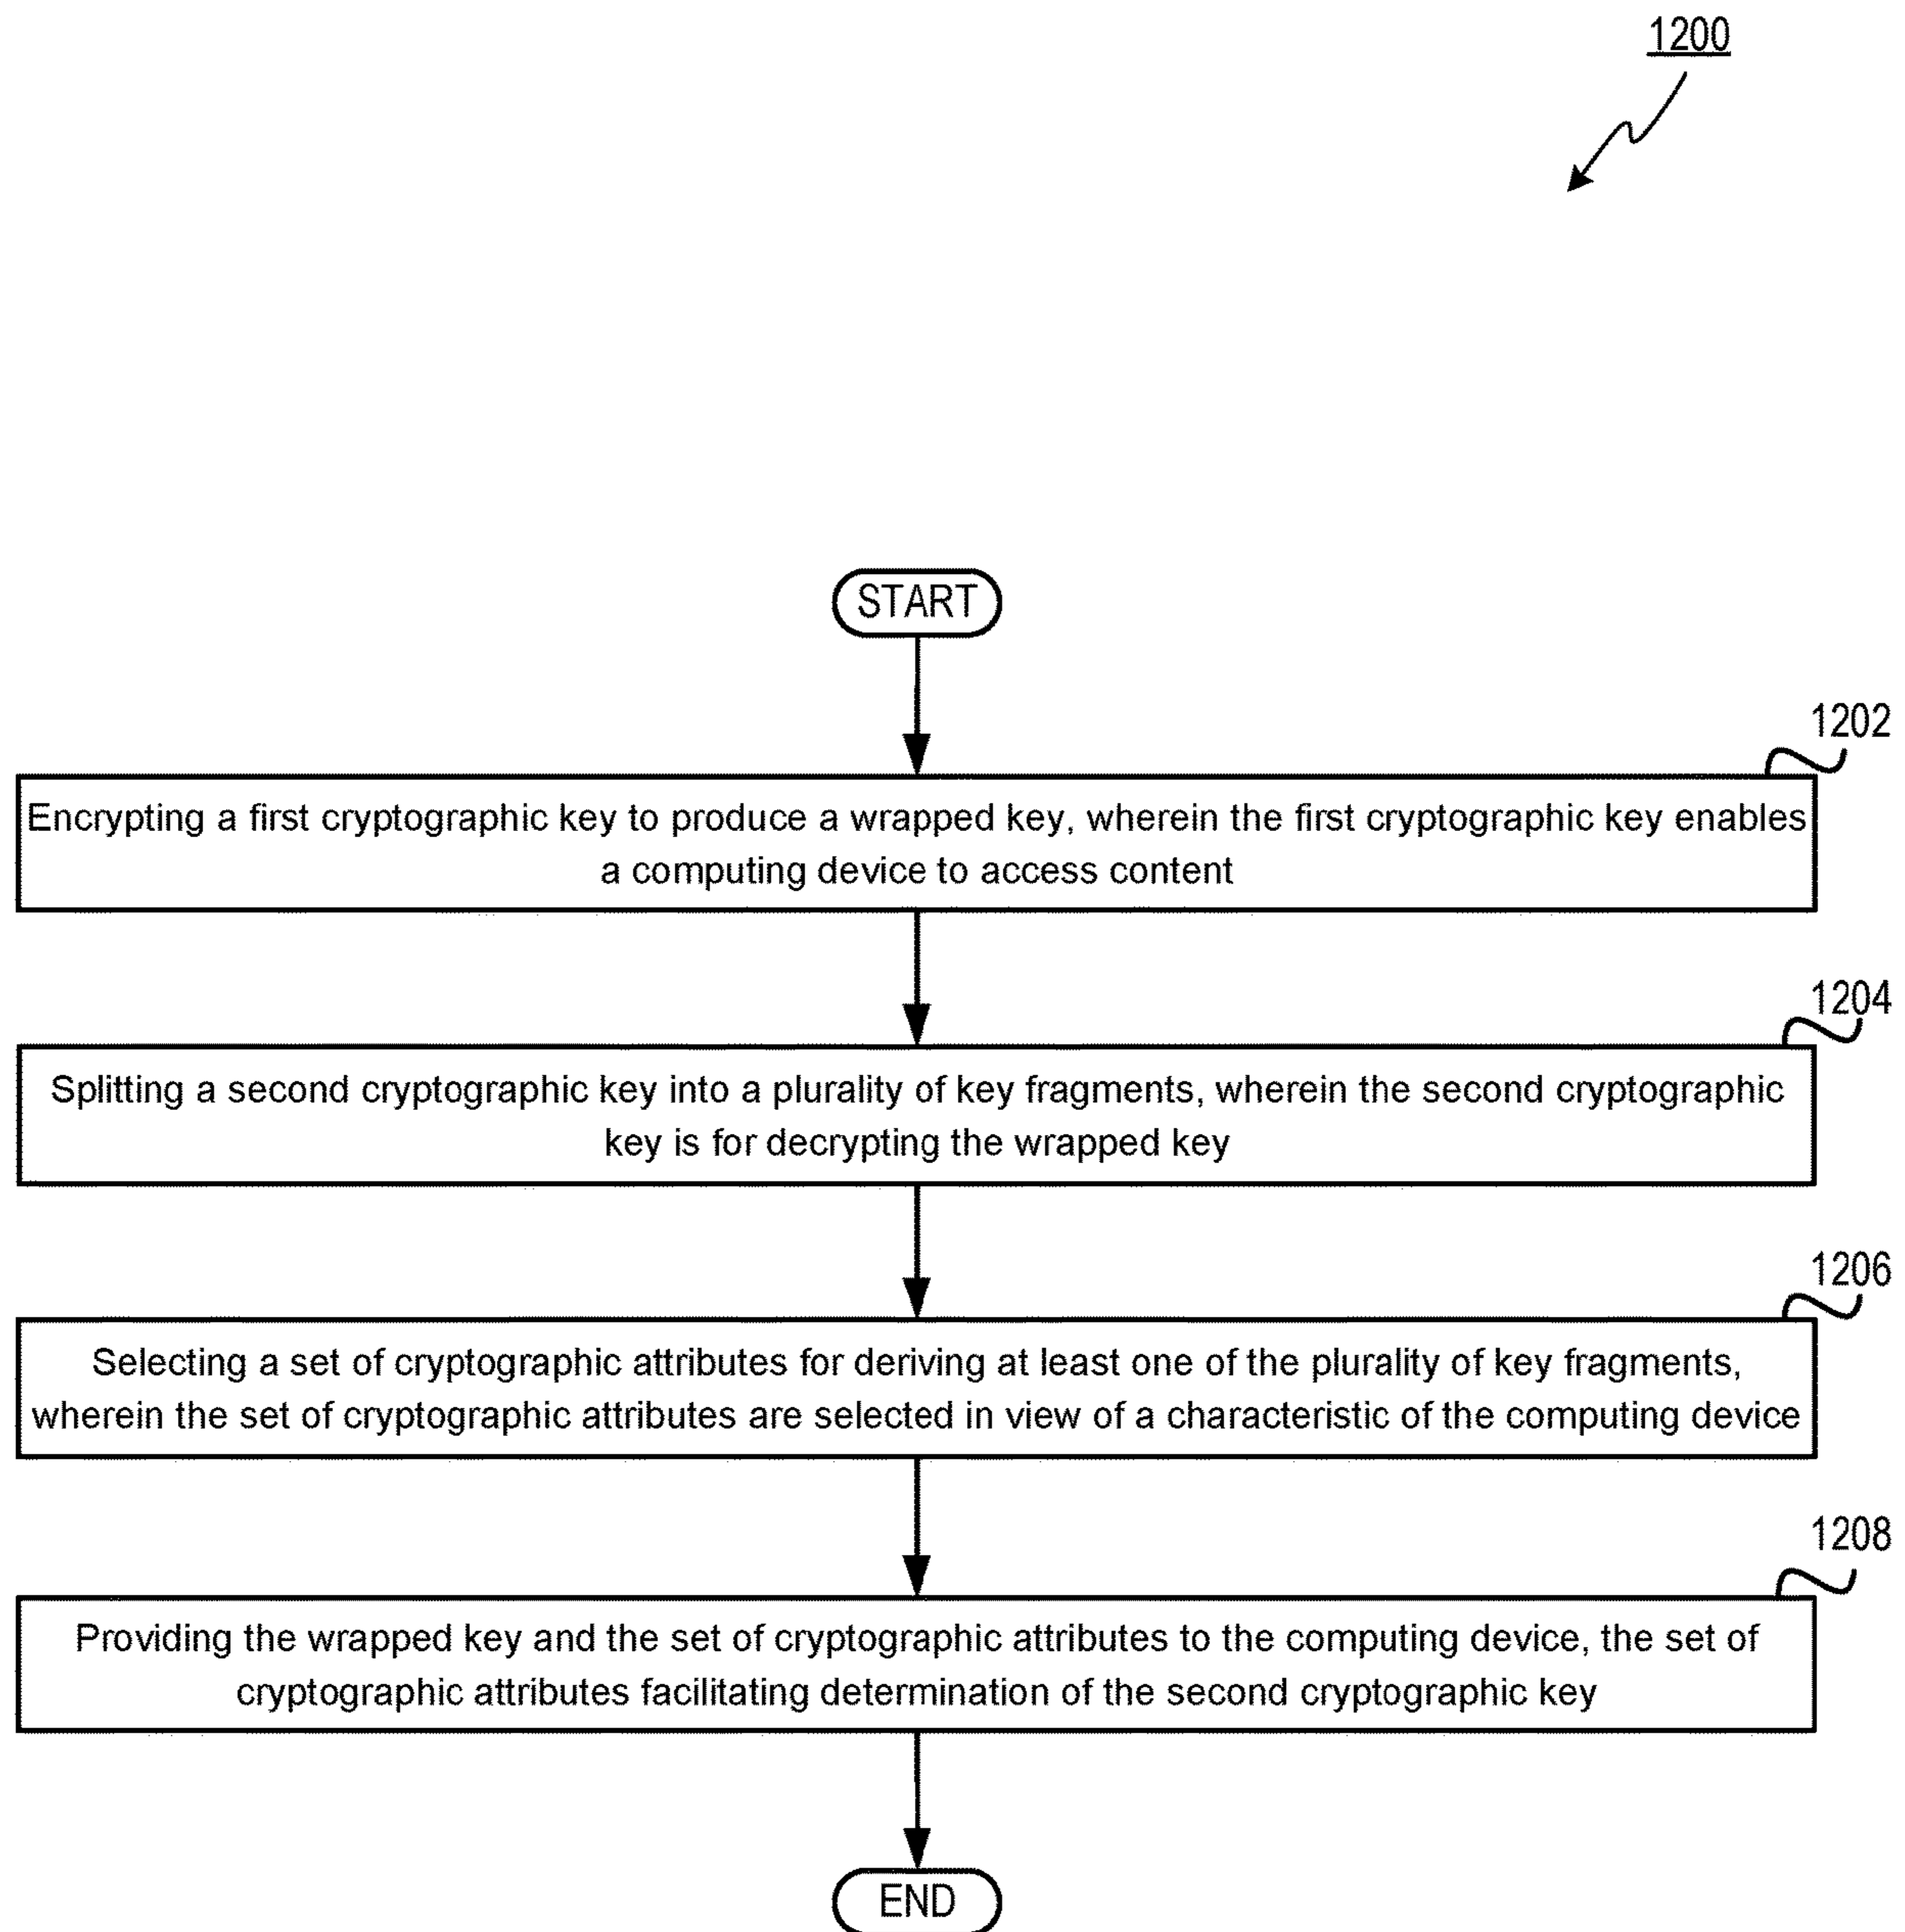 1200
START
1202
Encrypting a first cryptographic key to produce a wrapped key, wherein the first cryptographic key enables
a computing device to access content
1204
Splitting a second cryptographic key into a plurality of key fragments, wherein the second cryptographic
key is for decrypting the wrapped key
1206
Selecting a set of cryptographic attributes for deriving at least one of the plurality of key fragments,
wherein the set of cryptographic attributes are selected in view of a characteristic of the computing device
1208
Providing the wrapped key and the set of cryptographic attributes to the computing device, the set of
cryptographic attributes facilitating determination of the second cryptographic key
END